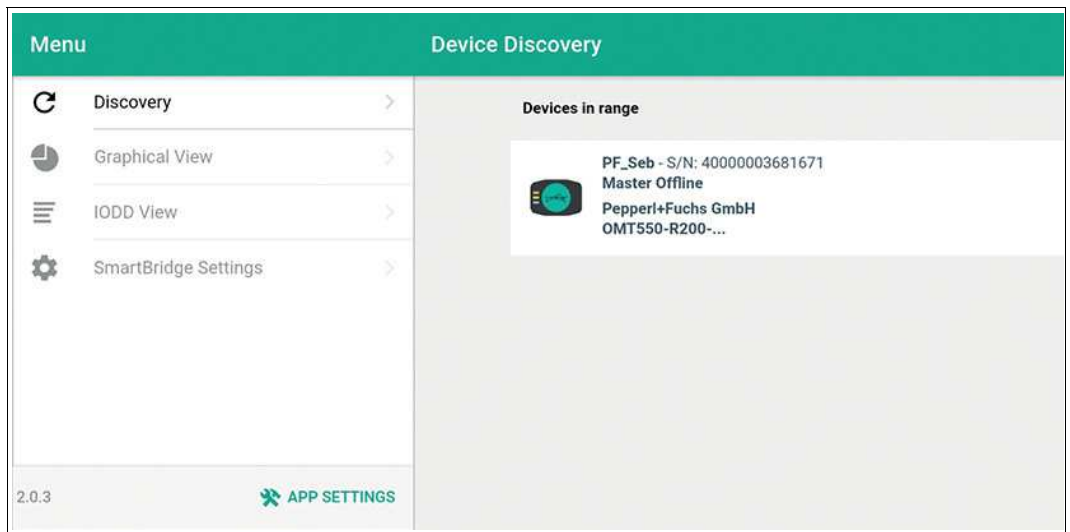 Menu
Device Discovery
Discovery
Graphical View
IODD View
SmartBridge Settings
2.0.3
APP SETTINGS
Devices in range
PF_Seb - S/N: 40000003681671
Master Offline
Pepperl+Fuchs GmbH
OMT550-R200-...